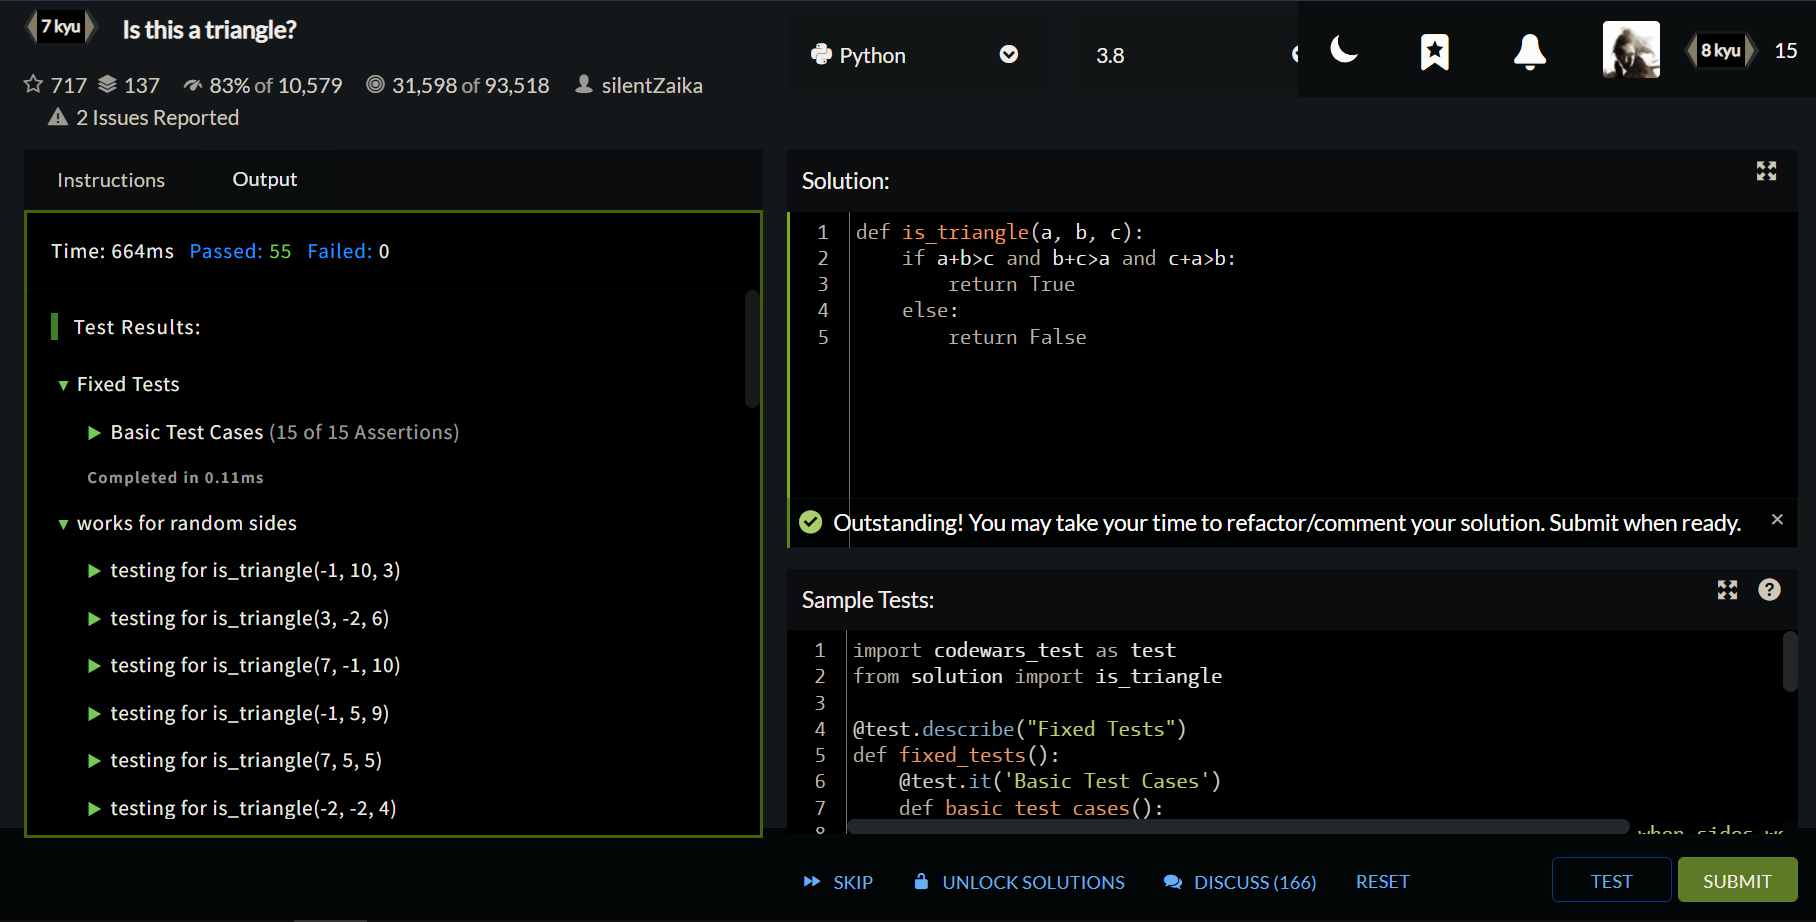 7 kyu
Is this a triangle?
717 137 83% of 10,579 31,598 of 93,518 silentZaika
2 Issues Reported
Python
3.8
8 kyu 15
Instructions
Output
Time: 664ms Passed: 55 Failed: 0
Test Results:
Fixed Tests
Basic Test Cases (15 of 15 Assertions)
Completed in 0.11ms
works for random sides
testing for is_triangle(-1, 10, 3)
testing for is_triangle(3, -2, 6)
testing for is_triangle(7, -1, 10)
testing for is_triangle(-1, 5, 9)
testing for is_triangle(7, 5, 5)
testing for is_triangle(-2, -2, 4)
Solution:
1 def is_triangle(a, b, c):
2     if a+b>c and b+c>a and c+a>b:
3         return True
4     else:
5         return False
Outstanding! You may take your time to refactor/comment your solution. Submit when ready.
Sample Tests:
1 import codewars_test as test
2 from solution import is_triangle
3
4 @test.describe("Fixed Tests")
5 def fixed_tests():
6     @test.it('Basic Test Cases')
7     def basic_test_cases():
8
SKIP
UNLOCK SOLUTIONS
DISCUSS (166)
RESET
TEST
SUBMIT